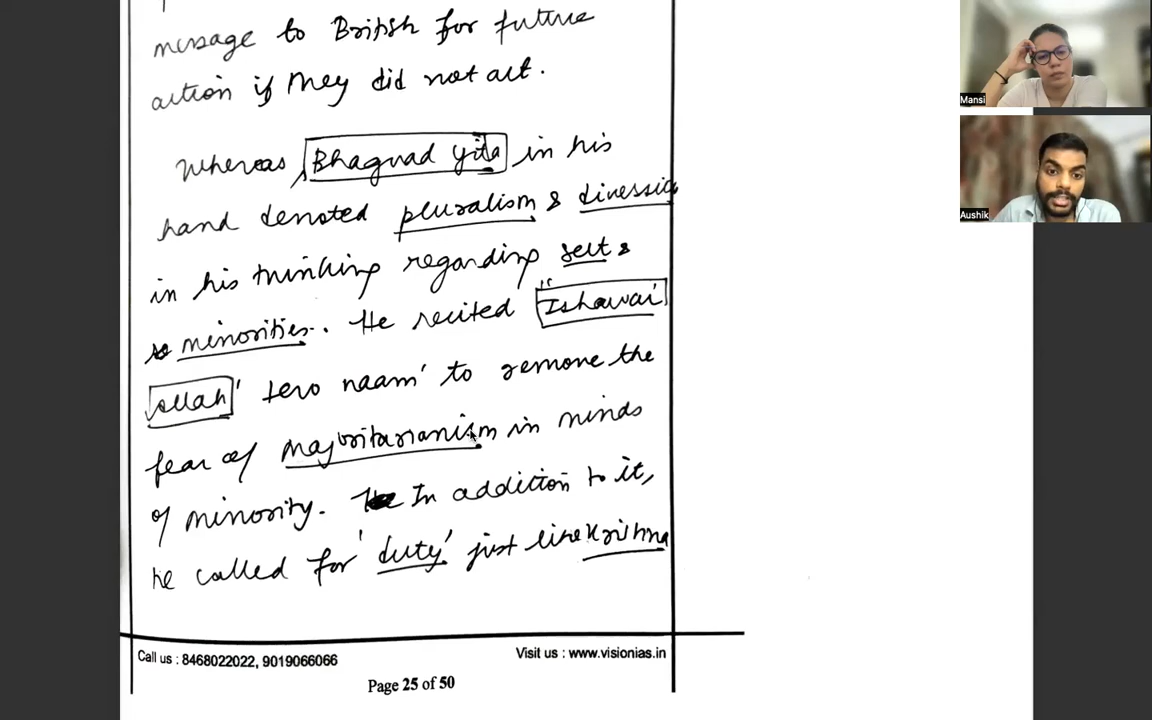 message to British for future
action if they did not act.
Whereas, Bhagvad Gita in his
hand denoted pluralism & diversity
in his thinking regarding sect &
minorities. He recited "Ishawar
Allah' tero naam' to remove the
fear of majoritarianism in minds
of minority. In addition to it,
he called for 'duty' just like Krishna
Call us : 8468022022, 9019066066
Visit us : www.visionias.in
Page 25 of 50
Mansi
Aushik